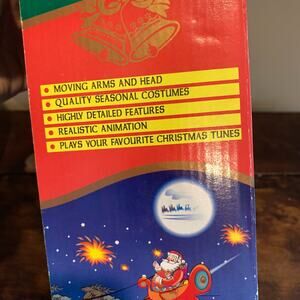 • MOVING ARMS AND HEAD
• QUALITY SEASONAL COSTUMES
• HIGHLY DETAILED FEATURES
• REALISTIC ANIMATION
• PLAYS YOUR FAVOURITE CHRISTMAS TUNES